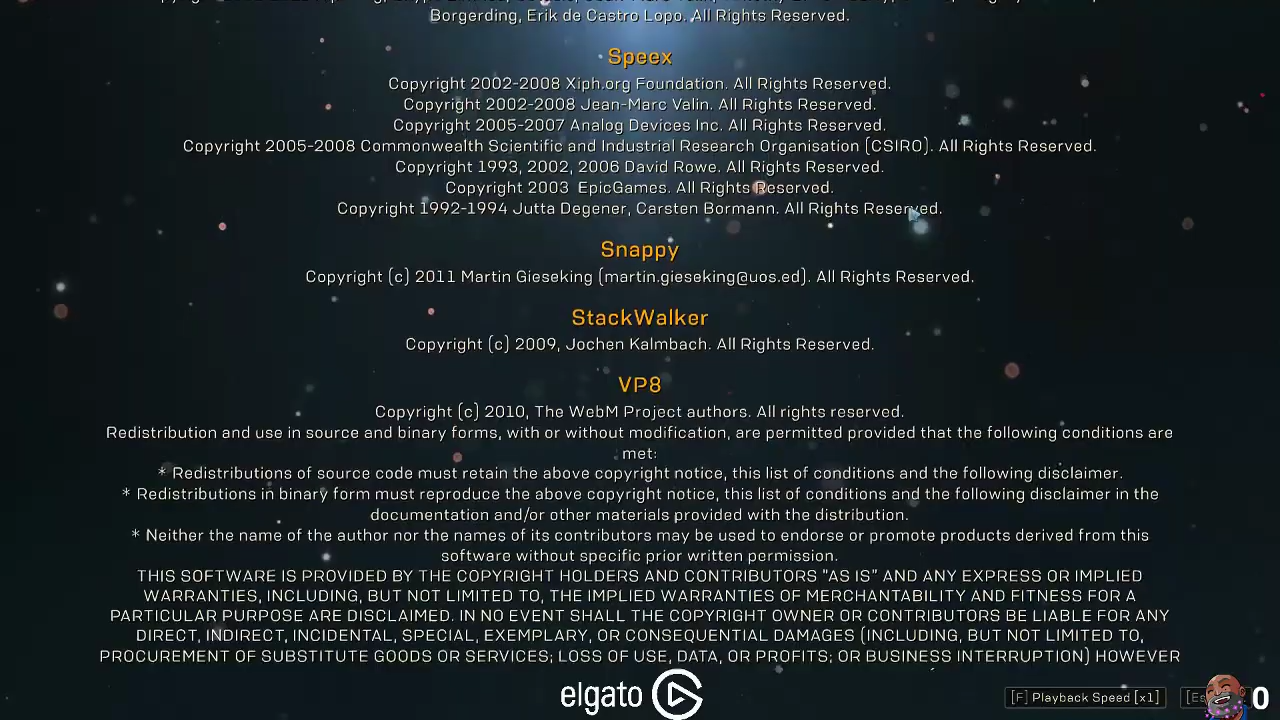 Borgerding, Erik de Castro Lopo. All Rights Reserved.
Speex
Copyright 2002-2008 Xiph.org Foundation. All Rights Reserved.
Copyright 2002-2008 Jean-Marc Valin. All Rights Reserved.
Copyright 2005-2007 Analog Devices Inc. All Rights Reserved.
Copyright 2005-2008 Commonwealth Scientific and Industrial Research Organisation (CSIRO). All Rights Reserved.
Copyright 1993, 2002, 2006 David Rowe. All Rights Reserved.
Copyright 2003 EpicGames. All Rights Reserved.
Copyright 1992-1994 Jutta Degener, Carsten Bormann. All Rights Reserved.
Snappy
Copyright (c) 2011 Martin Gieseking (martin.gieseking@uos.ed). All Rights Reserved.
StackWalker
Copyright (c) 2009, Jochen Kalmbach. All Rights Reserved.
VP8
Copyright (c) 2010, The WebM Project authors. All rights reserved.
Redistribution and use in source and binary forms, with or without modification, are permitted provided that the following conditions are
met:
* Redistributions of source code must retain the above copyright notice, this list of conditions and the following disclaimer.
* Redistributions in binary form must reproduce the above copyright notice, this list of conditions and the following disclaimer in the
documentation and/or other materials provided with the distribution.
* Neither the name of the author nor the names of its contributors may be used to endorse or promote products derived from this
software without specific prior written permission.
THIS SOFTWARE IS PROVIDED BY THE COPYRIGHT HOLDERS AND CONTRIBUTORS "AS IS" AND ANY EXPRESS OR IMPLIED
WARRANTIES, INCLUDING, BUT NOT LIMITED TO, THE IMPLIED WARRANTIES OF MERCHANTABILITY AND FITNESS FOR A
PARTICULAR PURPOSE ARE DISCLAIMED. IN NO EVENT SHALL THE COPYRIGHT OWNER OR CONTRIBUTORS BE LIABLE FOR ANY
DIRECT, INDIRECT, INCIDENTAL, SPECIAL, EXEMPLARY, OR CONSEQUENTIAL DAMAGES (INCLUDING, BUT NOT LIMITED TO,
PROCUREMENT OF SUBSTITUTE GOODS OR SERVICES; LOSS OF USE, DATA, OR PROFITS; OR BUSINESS INTERRUPTION) HOWEVER
elgato
[F] Playback Speed [x1]
0